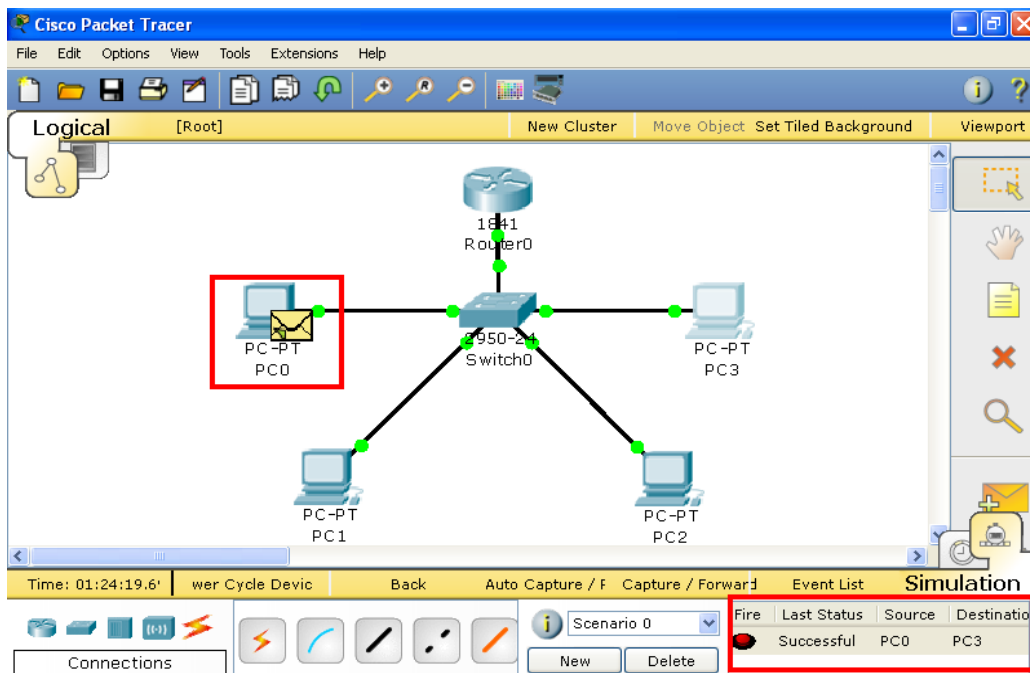 Cisco Packet Tracer
File Edit Options View Tools Extensions Help
Logical [Root] New Cluster Move Object Set Tiled Background Viewport
1841
Router0
PC-PT
PC0
2950-24
Switch0
PC-PT
PC3
PC-PT
PC1
PC-PT
PC2
Time: 01:24:19.6 wer Cycle Devic Back Auto Capture / F Capture / Forward Event List Simulation
Scenario 0
Fire Last Status Source Destinatio
Successful PC0 PC3
Connections
New Delete